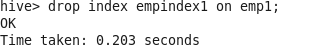 hive> drop index empindex1 on emp1;
OK
Time taken: 0.203 seconds